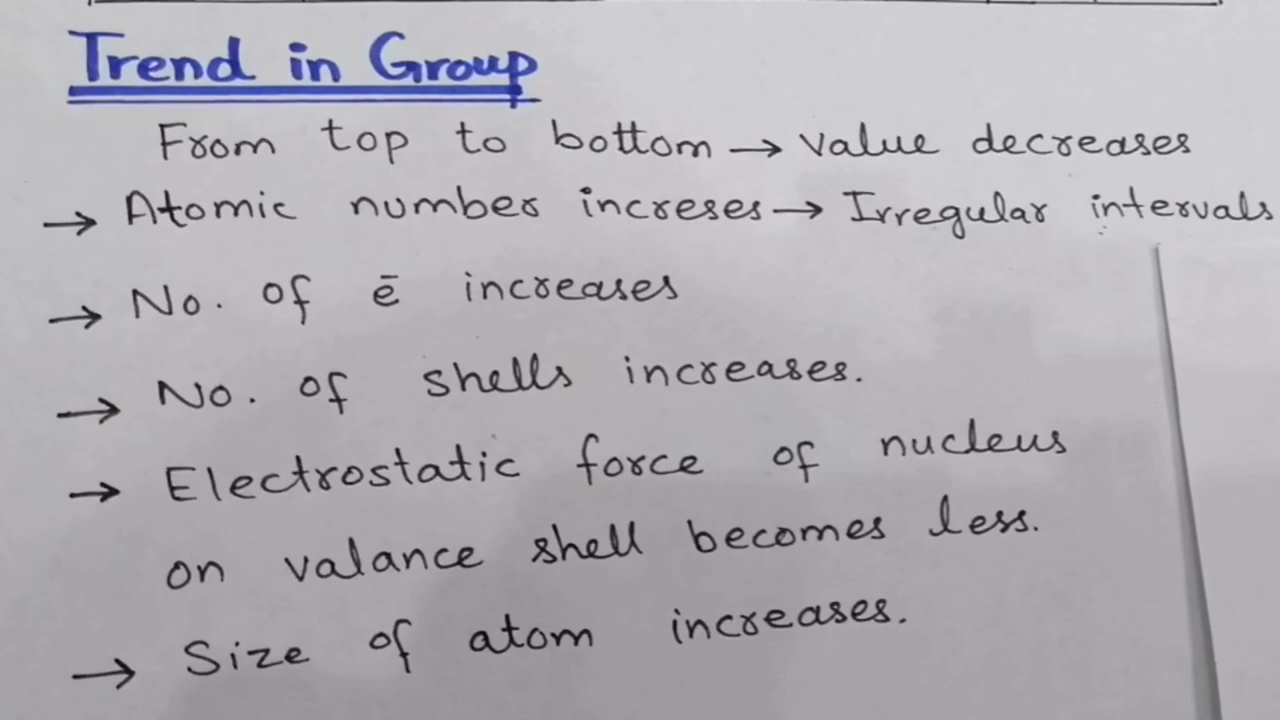 Trend in Group
From top to bottom → value decreases
→ Atomic number increses → Irregular intervals
→ No. of ē increases
→ No. of shells increases.
→ Electrostatic force of nucleus
on valance shell becomes less.
→ Size of atom increases.